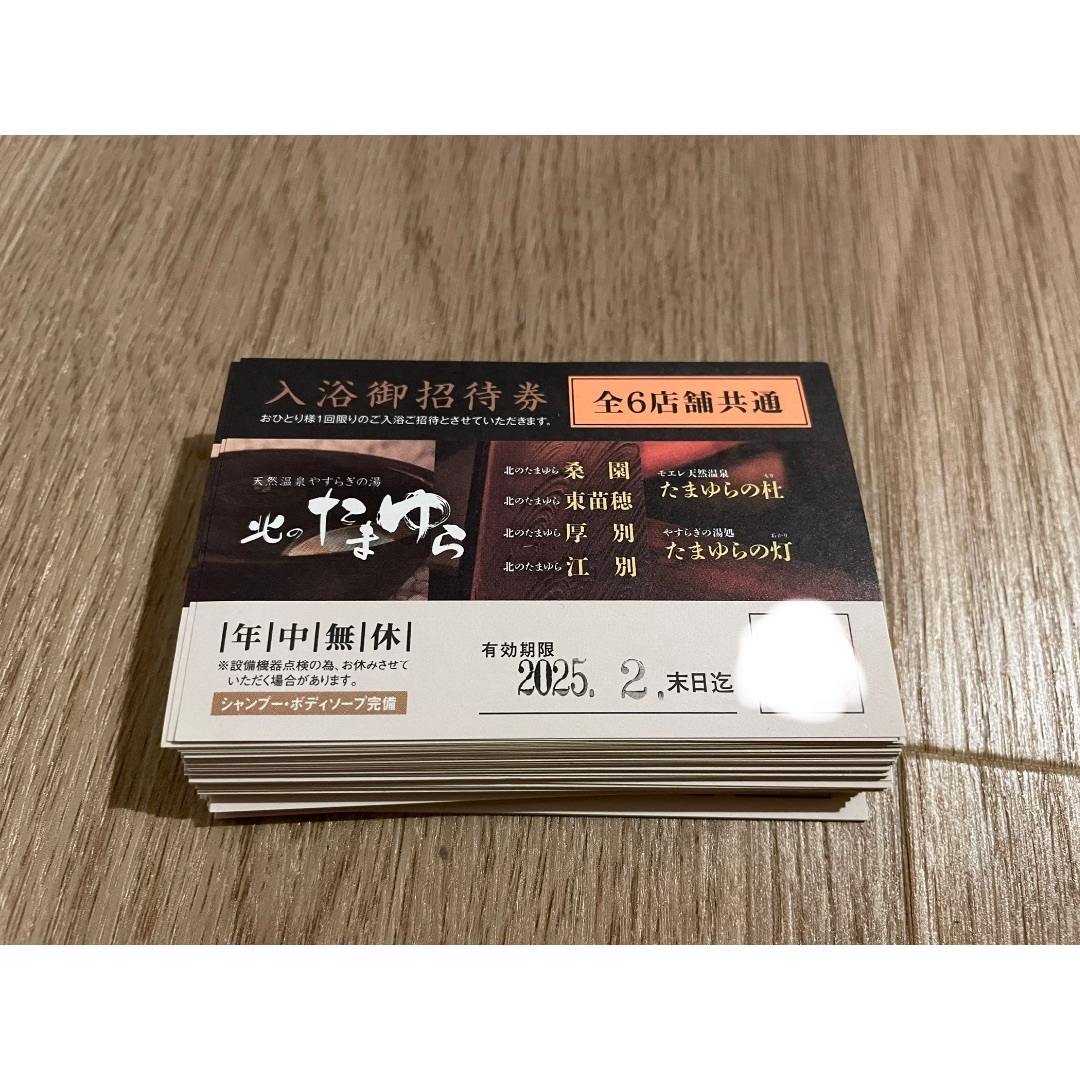 入浴御招待券
全6店舗共通
おひとり様1回限りのご入浴ご招待とさせていただきます。
天然温泉やすらぎの湯
北のたまゆら
北のたまゆら 桑園
北のたまゆら 東苗穂
北のたまゆら 厚別
北のたまゆら 江別
モエレ天然温泉
たまゆらの杜
もり
やすらぎの湯処
たまゆらの灯
あかり
年中無休
※設備機器点検の為、お休みさせて
いただく場合があります。
シャンプー・ボディソープ完備
有効期限
2025. 2. 末日迄